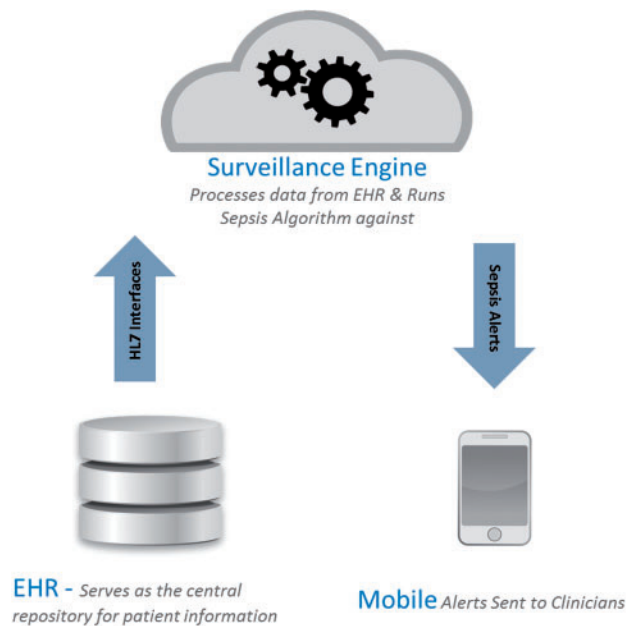 Surveillance Engine
Processes data from EHR & Runs
Sepsis Algorithm against
HL7 Interfaces
Sepsis Alerts
EHR - Serves as the central
repository for patient information
Mobile Alerts Sent to Clinicians